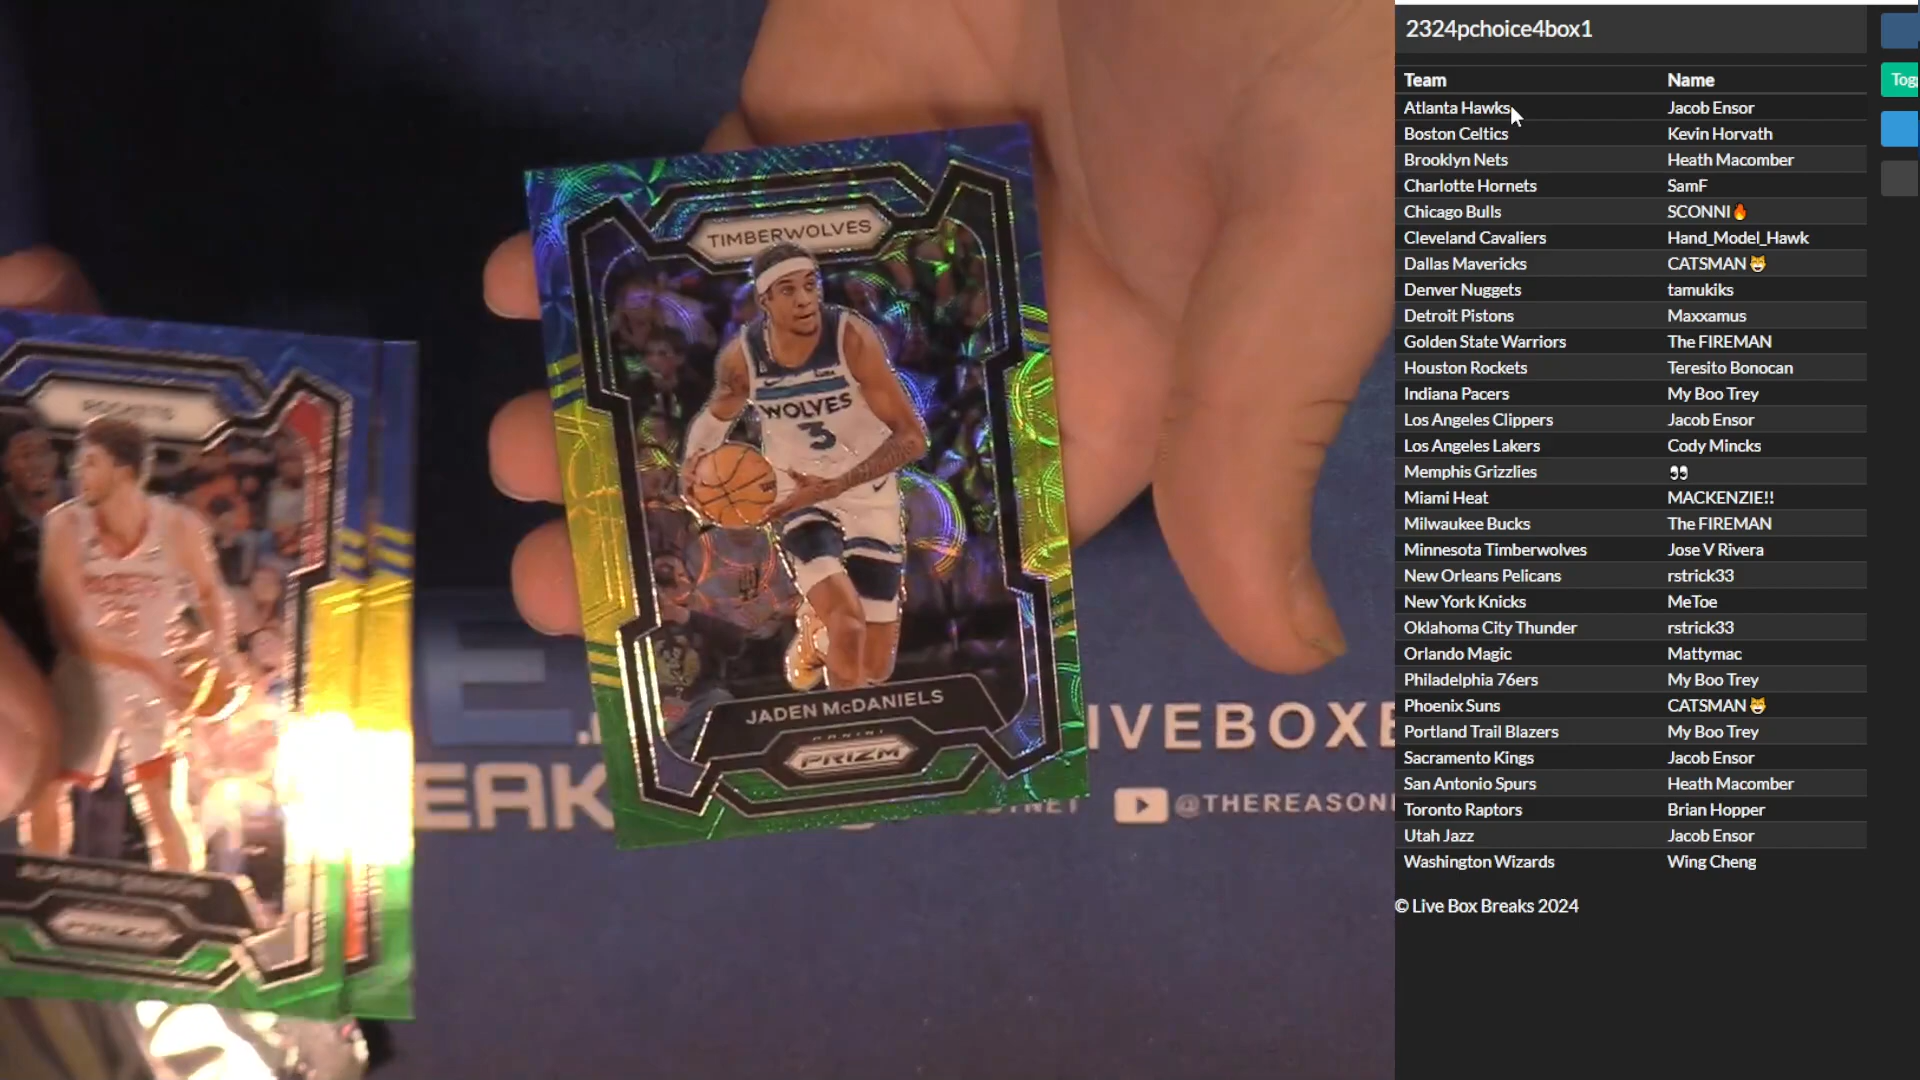 TIMBERWOLVES
WOLVES
3
JADEN McDANIELS
PANINI
PRIZM
ROCKETS
E.
EAK
IVEBOXB
@THEREASON
2324pchoice4box1
Team Name
Atlanta Hawks Jacob Ensor
Boston Celtics Kevin Horvath
Brooklyn Nets Heath Macomber
Charlotte Hornets SamF
Chicago Bulls SCONNI🔥
Cleveland Cavaliers Hand_Model_Hawk
Dallas Mavericks CATSMAN😺
Denver Nuggets tamukiks
Detroit Pistons Maxxamus
Golden State Warriors The FIREMAN
Houston Rockets Teresito Bonocan
Indiana Pacers My Boo Trey
Los Angeles Clippers Jacob Ensor
Los Angeles Lakers Cody Mincks
Memphis Grizzlies 👀
Miami Heat MACKENZIE!!
Milwaukee Bucks The FIREMAN
Minnesota Timberwolves Jose V Rivera
New Orleans Pelicans rstrick33
New York Knicks MeToe
Oklahoma City Thunder rstrick33
Orlando Magic Mattymac
Philadelphia 76ers My Boo Trey
Phoenix Suns CATSMAN😺
Portland Trail Blazers My Boo Trey
Sacramento Kings Jacob Ensor
San Antonio Spurs Heath Macomber
Toronto Raptors Brian Hopper
Utah Jazz Jacob Ensor
Washington Wizards Wing Cheng
© Live Box Breaks 2024
Tog